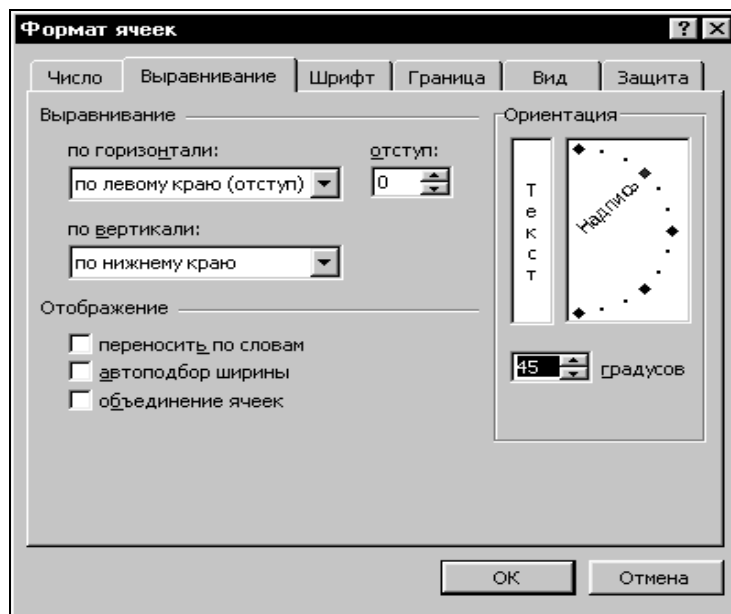 Формат ячеек
Число Выравнивание Шрифт Граница Вид Защита
Выравнивание
по горизонтали: отступ:
по левому краю (отступ) 0
по вертикали:
по нижнему краю
Отображение
переносить по словам
автоподбор ширины
объединение ячеек
Ориентация
Текст
Надпись
45 градусов
ОК Отмена